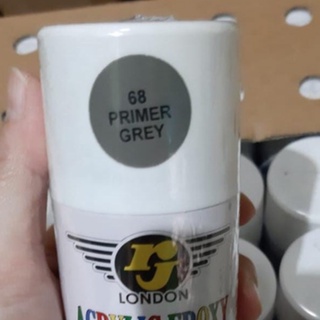 68
PRIMER
GREY
rj
LONDON
ACRYLIC EPOXY